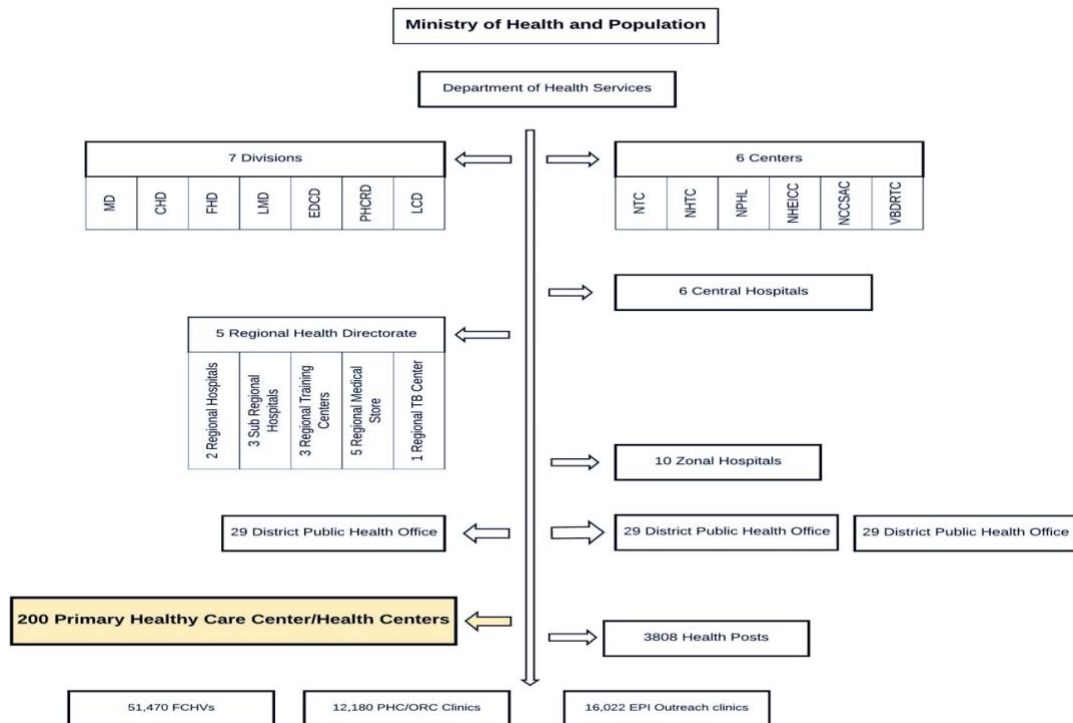 Ministry of Health and Population
Department of Health Services
7 Divisions
MD
CHD
FHD
LMD
EDCD
PHCRD
LCD
6 Centers
NTC
NHTC
NPHL
NHEICC
NCCSAC
VBDRTC
6 Central Hospitals
5 Regional Health Directorate
2 Regional Hospitals
3 Sub Regional
Hospitals
3 Regional Training
Centers
5 Regional Medical
Store
1 Regional TB Center
10 Zonal Hospitals
29 District Public Health Office
29 District Public Health Office
29 District Public Health Office
200 Primary Healthy Care Center/Health Centers
3808 Health Posts
51,470 FCHVs
12,180 PHC/ORC Clinics
16,022 EPI Outreach clinics